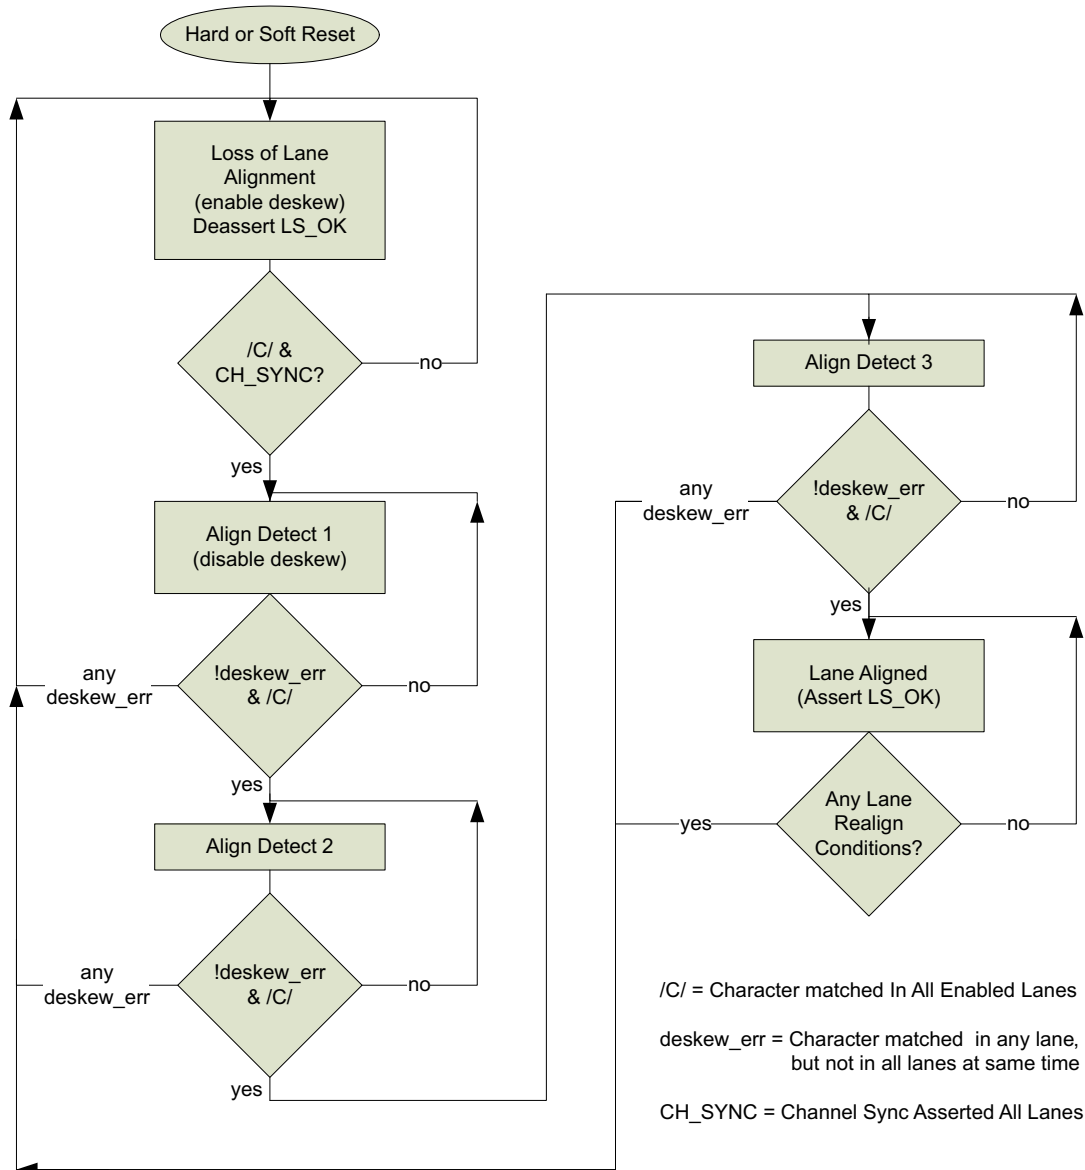 Hard or Soft Reset
Loss of Lane
Alignment
(enable deskew)
Deassert LS_OK
/C/ &
CH_SYNC?
no
yes
Align Detect 1
(disable deskew)
any
deskew_err
!deskew_err
& /C/
no
yes
Align Detect 2
any
deskew_err
!deskew_err
& /C/
no
yes
Align Detect 3
any
deskew_err
!deskew_err
& /C/
no
yes
Lane Aligned
(Assert LS_OK)
yes
Any Lane
Realign
Conditions?
no
/C/ = Character matched In All Enabled Lanes
deskew_err = Character matched in any lane,
but not in all lanes at same time
CH_SYNC = Channel Sync Asserted All Lanes